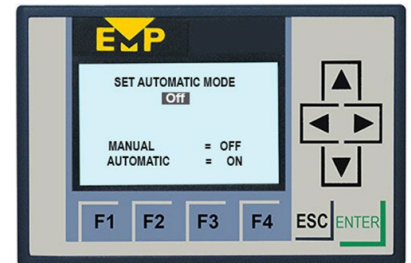 EMP
SET AUTOMATIC MODE
Off
MANUAL = OFF
AUTOMATIC = ON
F1 F2 F3 F4 ESC ENTER